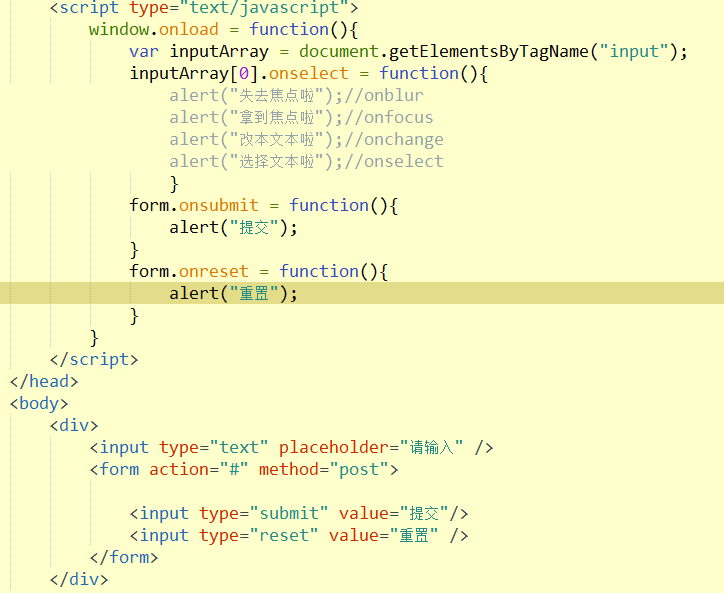 <script type="text/javascript">
window.onload = function(){
var inputArray = document.getElementsByTagName("input");
inputArray[0].onselect = function(){
alert("失去焦点啦");//onblur
alert("拿到焦点啦");//onfocus
alert("改本文本啦");//onchange
alert("选择文本啦");//onselect
}
form.onsubmit = function(){
alert("提交");
}
form.onreset = function(){
alert("重置");
}
}
</script>
</head>
<body>
<div>
<input type="text" placeholder="请输入" />
<form action="#" method="post">
<input type="submit" value="提交"/>
<input type="reset" value="重置" />
</form>
</div>